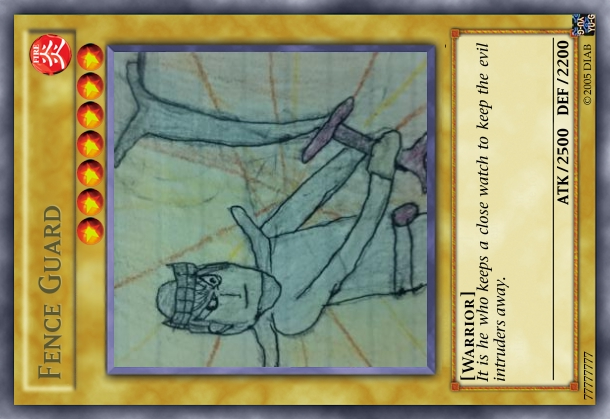 FENCE GUARD
FIRE
炎
[WARRIOR]
It is he who keeps a close watch to keep the evil
intruders away.
ATK/2500 DEF/2200
77777777
© 2005 DJAB